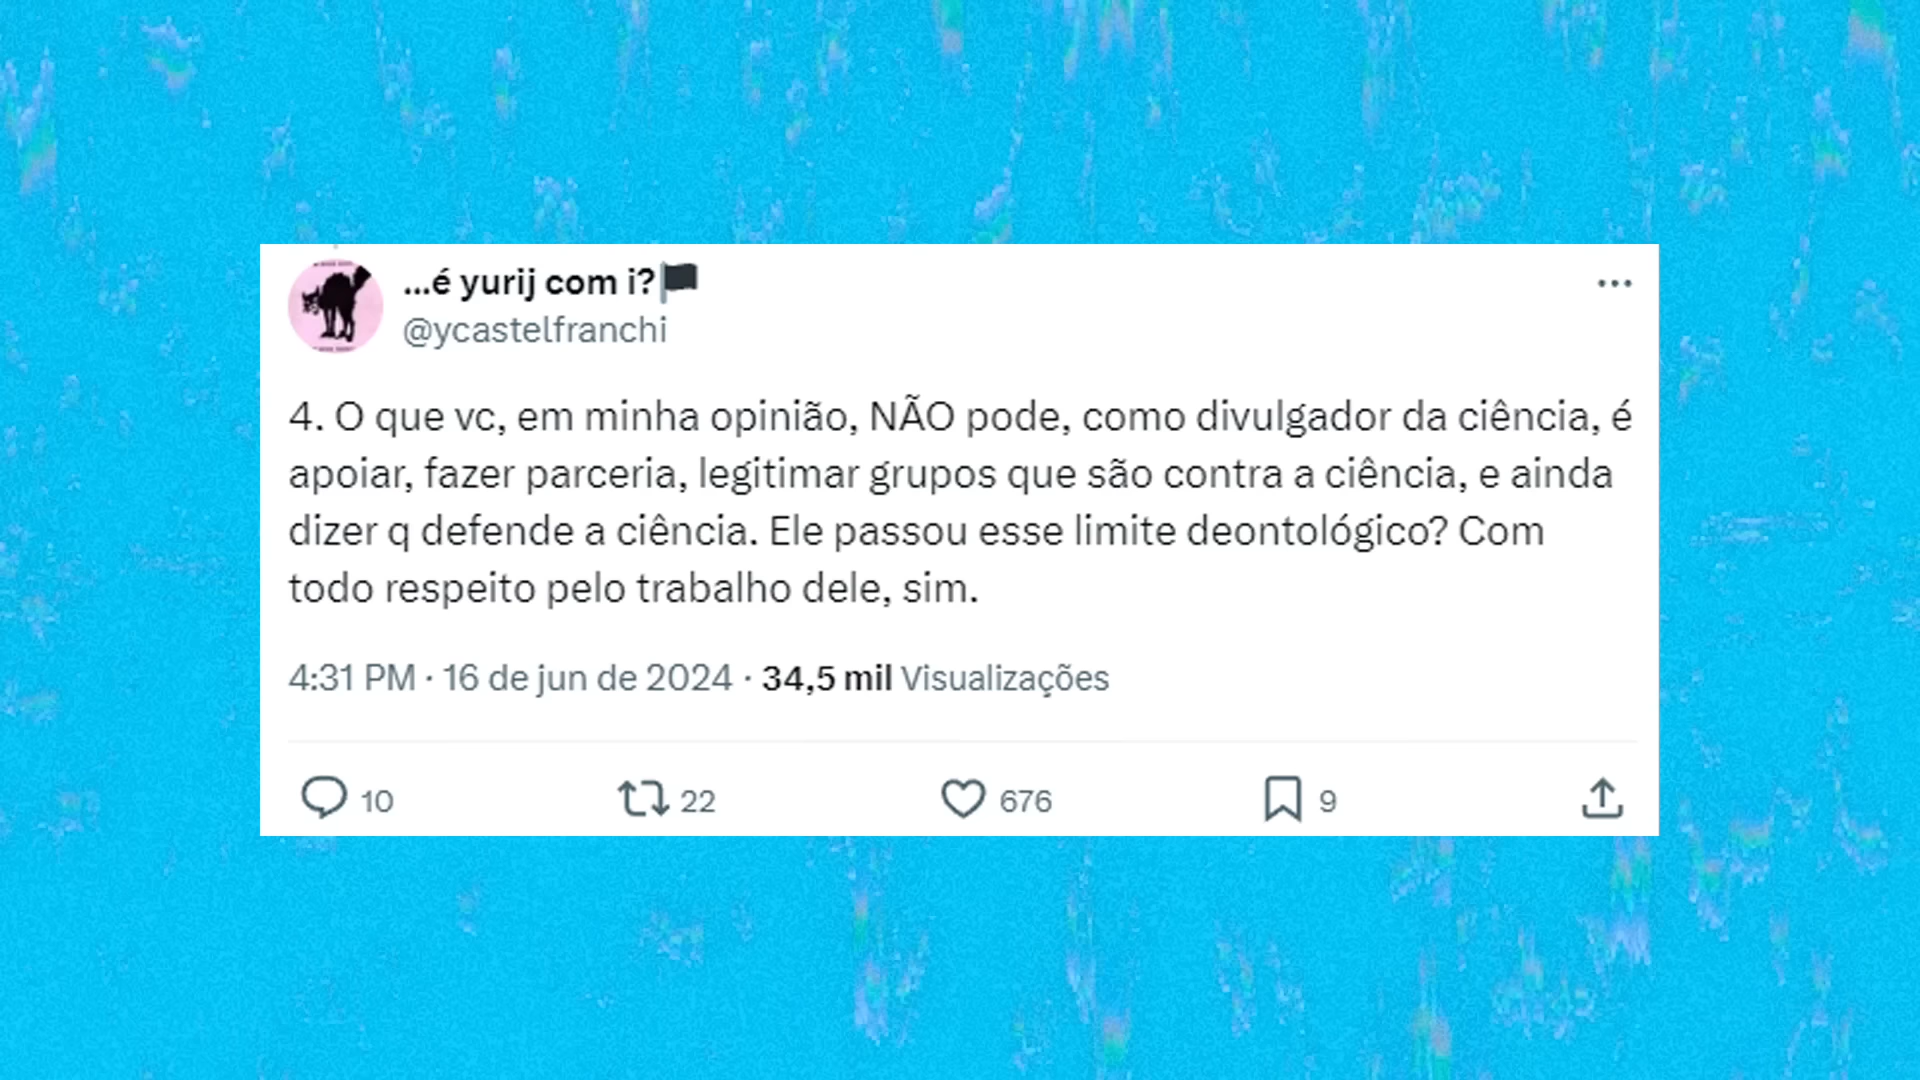 ...é yurij com i?🏴
@ycastelfranchi
4. O que vc, em minha opinião, NÃO pode, como divulgador da ciência, é
apoiar, fazer parceria, legitimar grupos que são contra a ciência, e ainda
dizer q defende a ciência. Ele passou esse limite deontológico? Com
todo respeito pelo trabalho dele, sim.
4:31 PM · 16 de jun de 2024 · 34,5 mil Visualizações
10 22 676 9